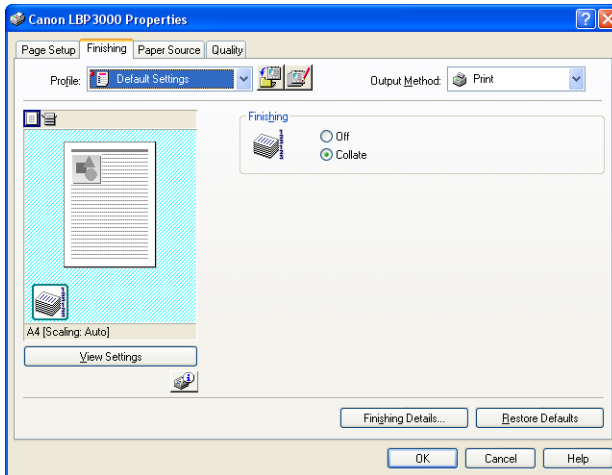 Canon LBP3000 Properties
Page Setup Finishing Paper Source Quality
Profile: Default Settings Output Method: Print
Finishing
Off
Collate
A4 [Scaling: Auto]
View Settings
Finishing Details... Restore Defaults
OK Cancel Help